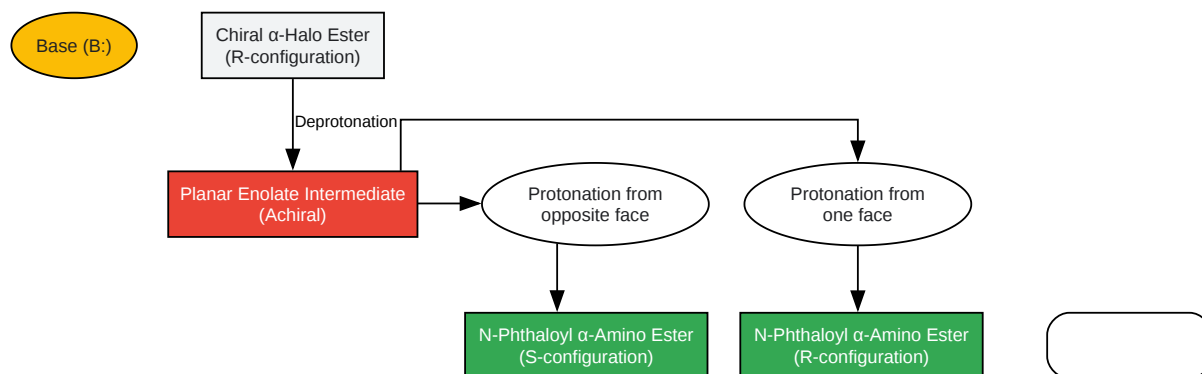 Base (B:)
Chiral α-Halo Ester
(R-configuration)
Deprotonation
Planar Enolate Intermediate
(Achiral)
Protonation from
opposite face
Protonation from
one face
N-Phthaloyl α-Amino Ester
(S-configuration)
N-Phthaloyl α-Amino Ester
(R-configuration)